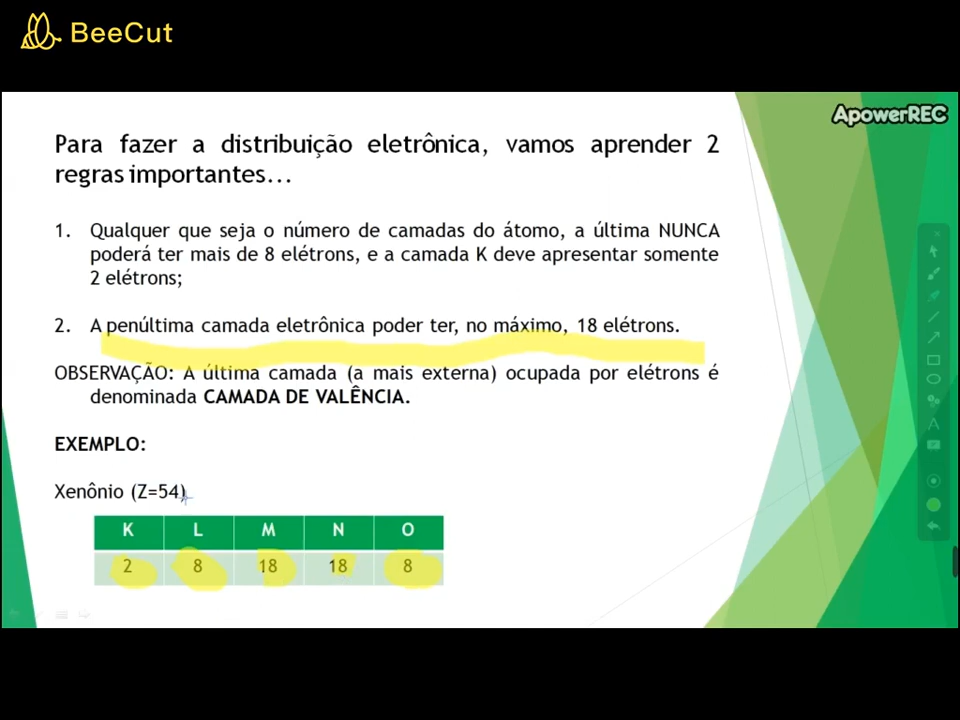 BeeCut
ApowerREC
Para fazer a distribuição eletrônica, vamos aprender 2
regras importantes...
1. Qualquer que seja o número de camadas do átomo, a última NUNCA
poderá ter mais de 8 elétrons, e a camada K deve apresentar somente
2 elétrons;
2. A penúltima camada eletrônica poder ter, no máximo, 18 elétrons.
OBSERVAÇÃO: A última camada (a mais externa) ocupada por elétrons é
denominada CAMADA DE VALÊNCIA.
EXEMPLO:
Xenônio (Z=54)
K L M N O
2 8 18 18 8